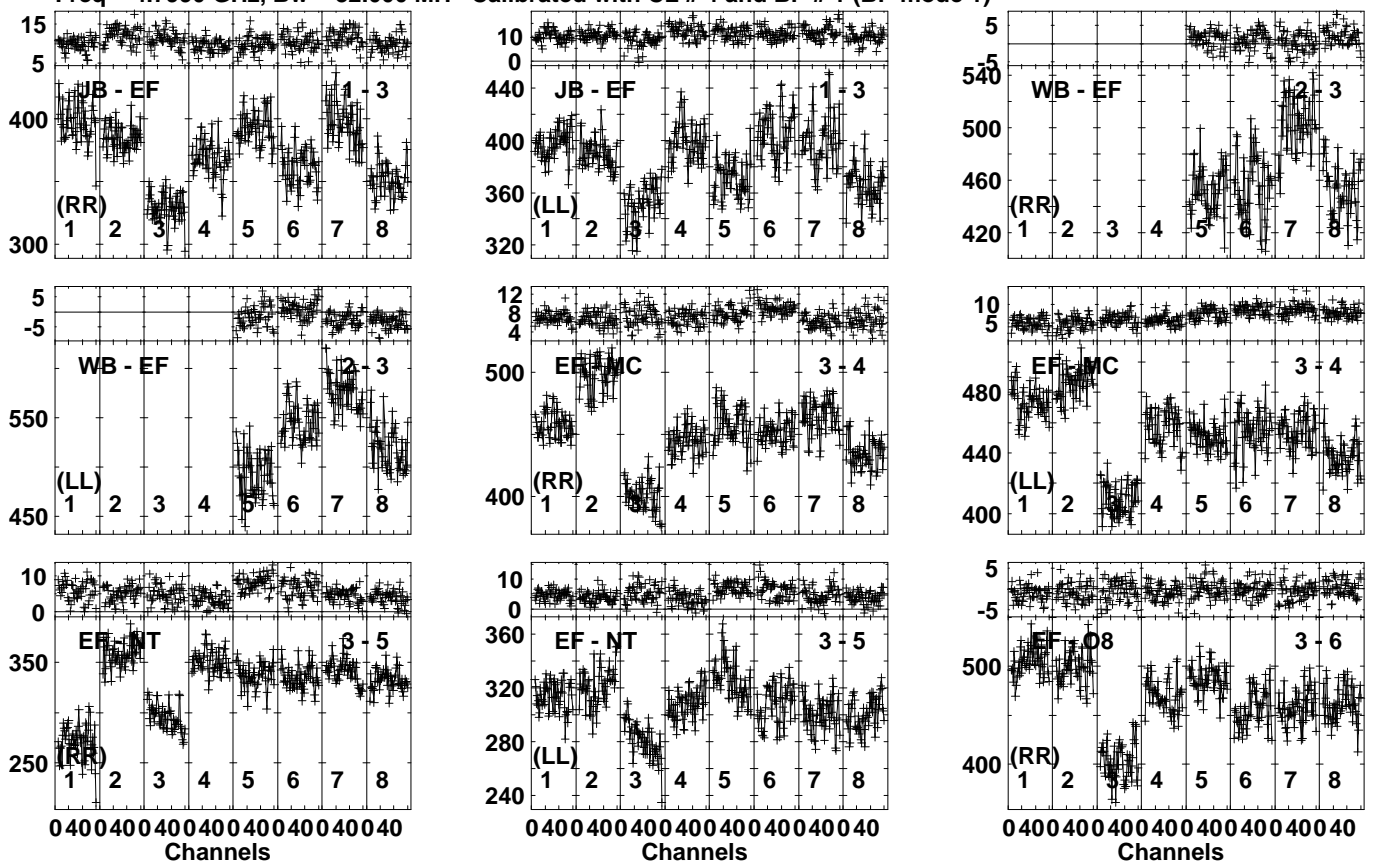 15
5
JB - EF 1 - 3
400
(RR)
1 2 3 4 5 6 7 8
300
10
0
440
JB - EF 1 - 3
400
360
(LL)
1 2 3 4 5 6 7 8
320
5
-5
540
WB - EF 2 - 3
500
460
(RR)
1 2 3 4 5 6 7 8
420
5
-5
WB - EF 2 - 3
550
(LL)
1 2 3 4 5 6 7 8
450
12
8
4
500
EF - MC 3 - 4
(RR)
400
1 2 3 4 5 6 7 8
10
5
EF - MC 3 - 4
480
440
(LL)
1 2 3 4 5 6 7 8
400
10
0
EF - NT 3 - 5
350
(RR)
250
1 2 3 4 5 6 7 8
10
0
360
EF - NT 3 - 5
320
280
(LL)
1 2 3 4 5 6 7 8
240
5
-5
EF - O8 3 - 6
500
(RR)
400
1 2 3 4 5 6 7 8
0 40 0 40 0 40 0 40 0 40 0 40 0 40 0 40
Channels
0 40 0 40 0 40 0 40 0 40 0 40 0 40 0 40
Channels
0 40 0 40 0 40 0 40 0 40 0 40 0 40 0 40
Channels